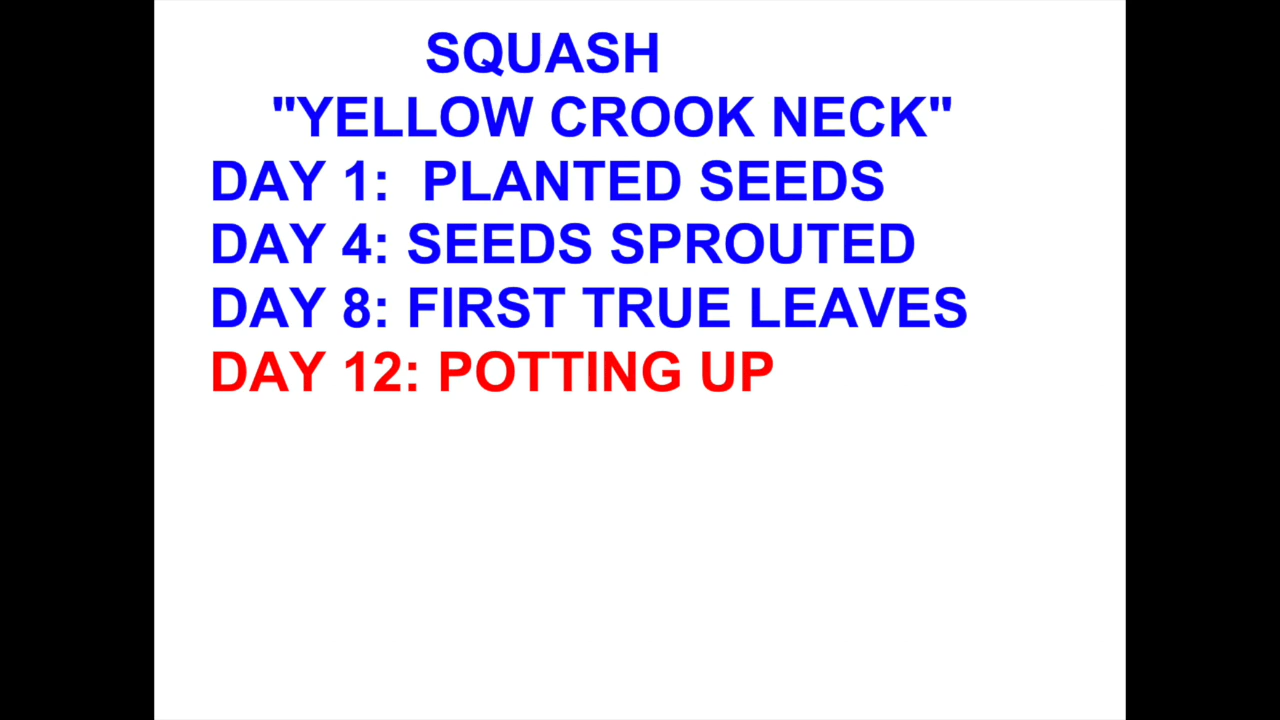 SQUASH
"YELLOW CROOK NECK"
DAY 1:  PLANTED SEEDS
DAY 4: SEEDS SPROUTED
DAY 8: FIRST TRUE LEAVES
DAY 12: POTTING UP